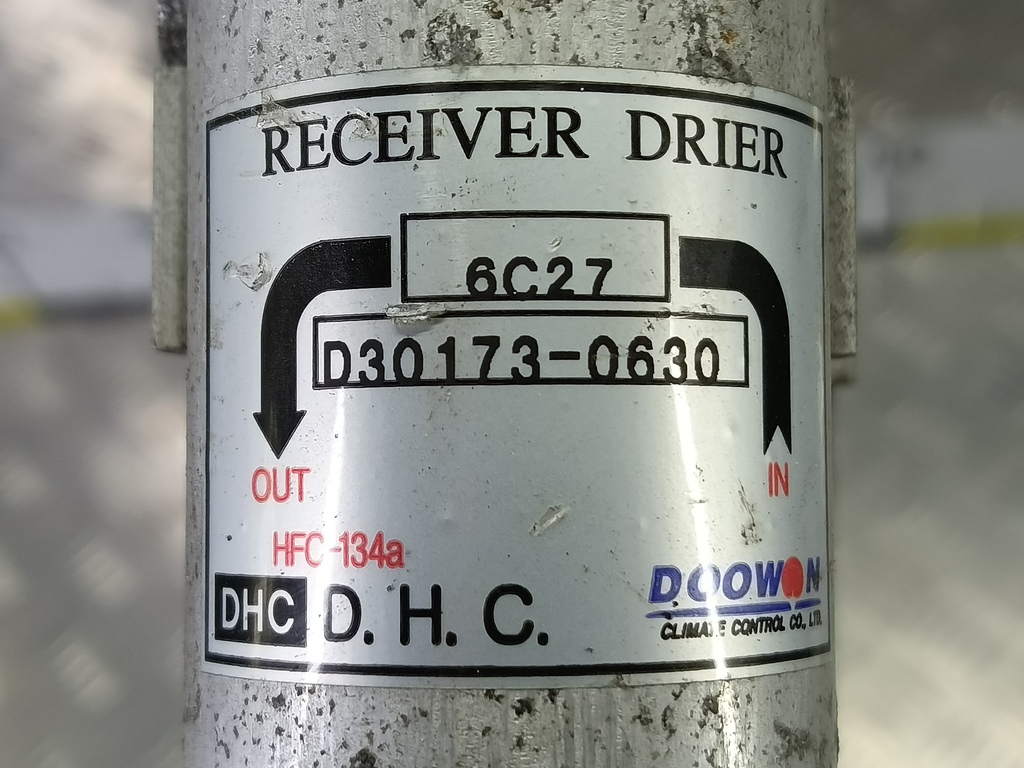 RECEIVER DRIER
6C27
D30173-0630
OUT
IN
HFC-134a
DHC D. H. C.
DOOWON
CLIMATE CONTROL CO., LTD.